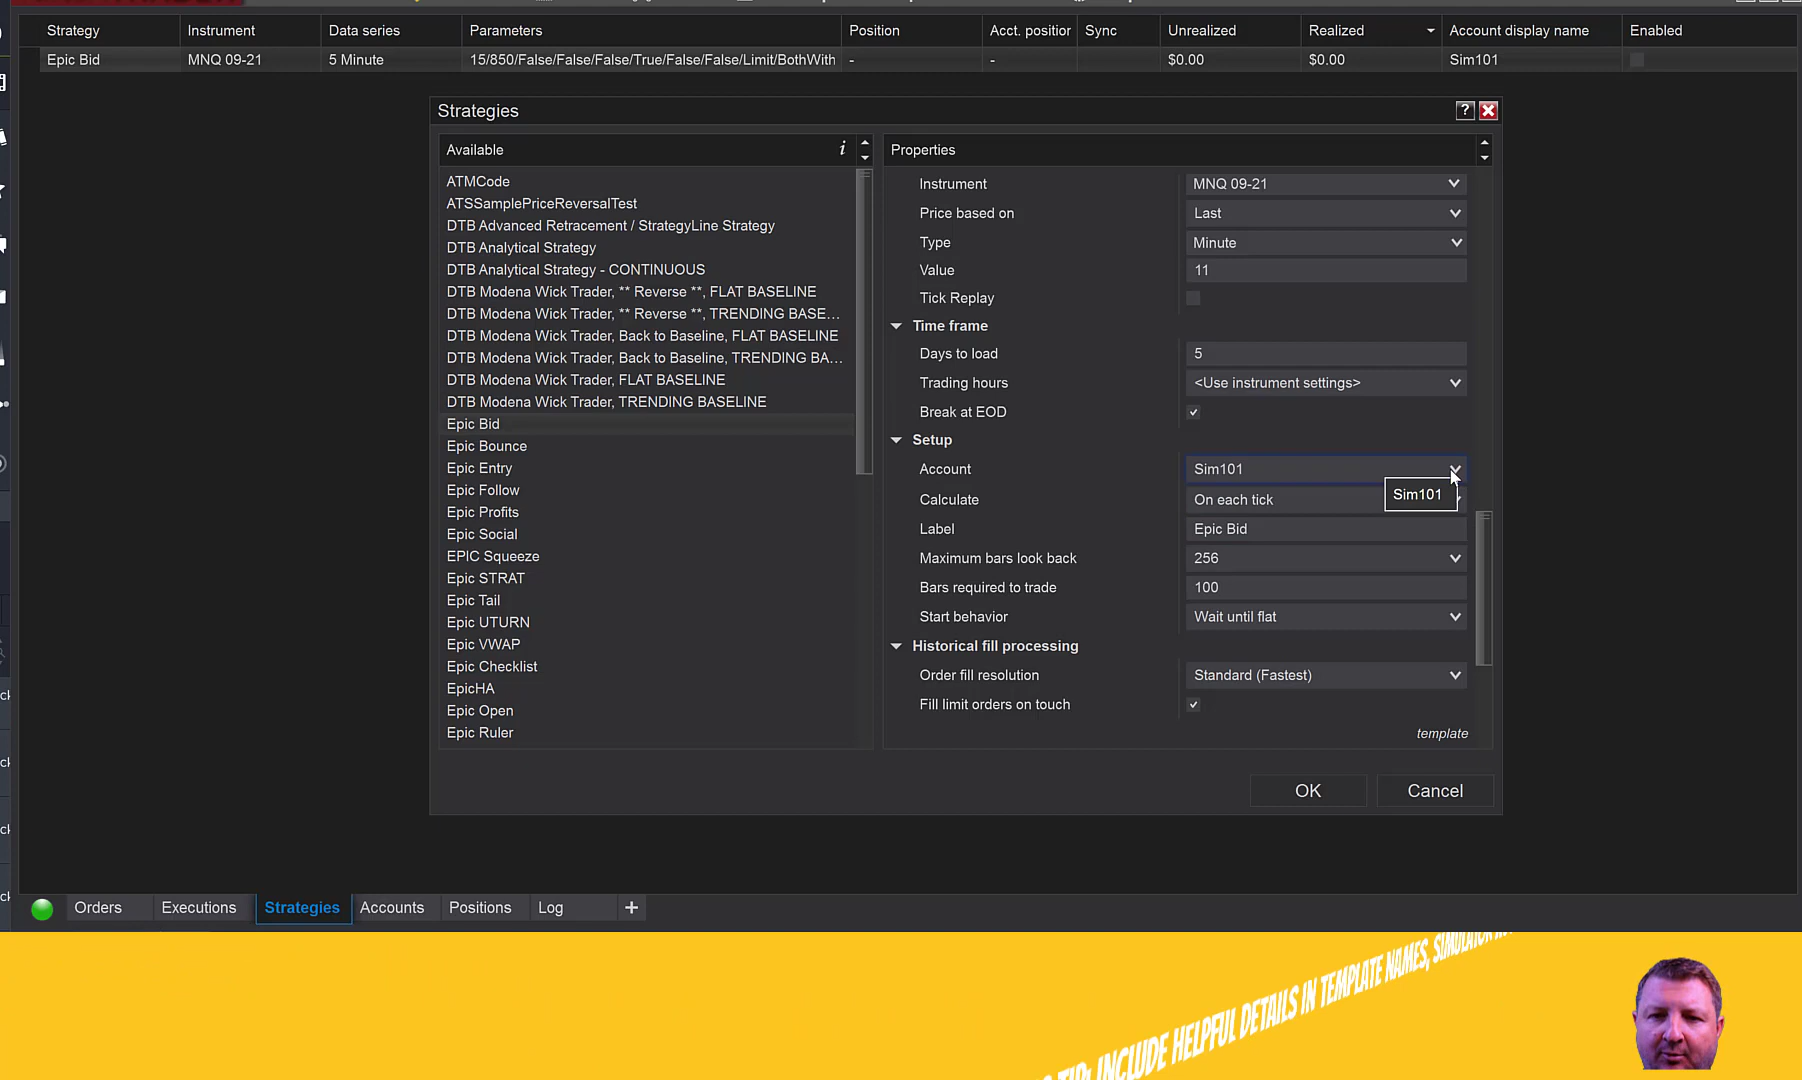 Strategy Instrument Data series Parameters Position Acct. position Sync Unrealized Realized Account display name Enabled
Epic Bid MNQ 09-21 5 Minute 15/850/False/False/False/True/False/False/Limit/BothWith - - $0.00 $0.00 Sim101
Strategies ?
Available i
ATMCode
ATSSamplePriceReversalTest
DTB Advanced Retracement / StrategyLine Strategy
DTB Analytical Strategy
DTB Analytical Strategy - CONTINUOUS
DTB Modena Wick Trader, ** Reverse **, FLAT BASELINE
DTB Modena Wick Trader, ** Reverse **, TRENDING BASE...
DTB Modena Wick Trader, Back to Baseline, FLAT BASELINE
DTB Modena Wick Trader, Back to Baseline, TRENDING BA...
DTB Modena Wick Trader, FLAT BASELINE
DTB Modena Wick Trader, TRENDING BASELINE
Epic Bid
Epic Bounce
Epic Entry
Epic Follow
Epic Profits
Epic Social
EPIC Squeeze
Epic STRAT
Epic Tail
Epic UTURN
Epic VWAP
Epic Checklist
EpicHA
Epic Open
Epic Ruler
Properties
Instrument MNQ 09-21
Price based on Last
Type Minute
Value 11
Tick Replay
Time frame
Days to load 5
Trading hours <Use instrument settings>
Break at EOD
Setup
Account Sim101
Sim101
Calculate On each tick
Label Epic Bid
Maximum bars look back 256
Bars required to trade 100
Start behavior Wait until flat
Historical fill processing
Order fill resolution Standard (Fastest)
Fill limit orders on touch
template
OK Cancel
Orders Executions Strategies Accounts Positions Log +
TIP: INCLUDE HELPFUL DETAILS IN TEMPLATE NAMES,